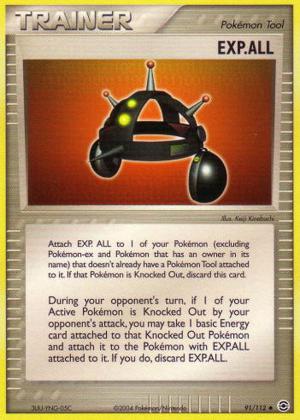 TRAINER
Pokémon Tool
EXP.ALL
Illus. Keiji Kinebuchi
Attach EXP. ALL to 1 of your Pokémon (excluding
Pokémon-ex and Pokémon that has an owner in its
name) that doesn't already have a Pokémon Tool attached
to it. If that Pokémon is Knocked Out, discard this card.
During your opponent's turn, if 1 of your
Active Pokémon is Knocked Out by your
opponent's attack, you may take 1 basic Energy
card attached to that Knocked Out Pokémon
and attach it to the Pokémon with EXP.ALL
attached to it. If you do, discard EXP.ALL.
3UU-YNG-05C
©2004 Pokémon/Nintendo
91/112 ◆